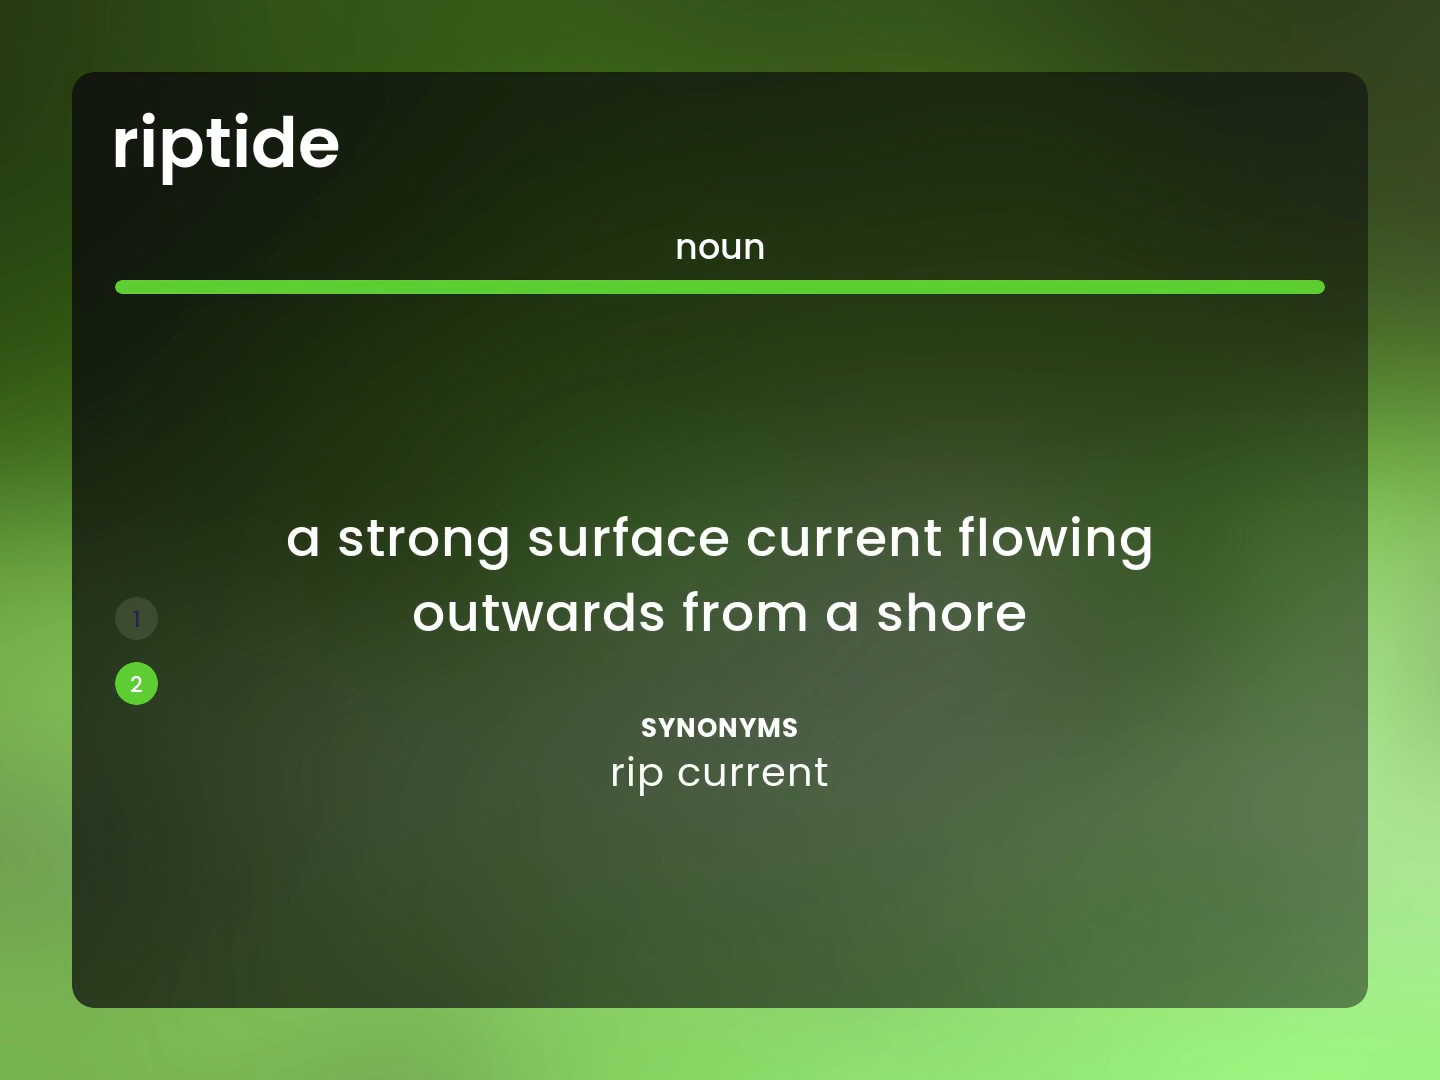 riptide
noun
a strong surface current flowing
outwards from a shore
1
2
SYNONYMS
rip current